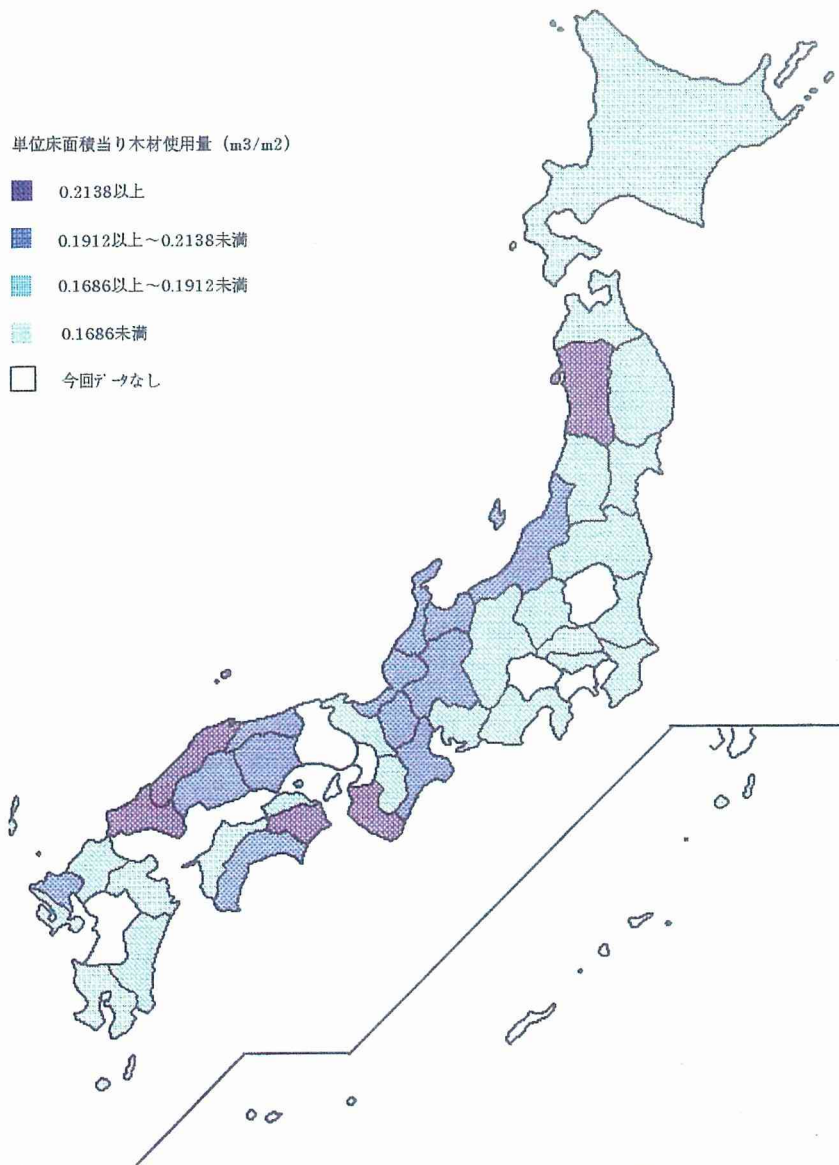 単位床面積当り木材使用量 (m3/m2)
0.2138以上
0.1912以上～0.2138未満
0.1686以上～0.1912未満
0.1686未満
今回データなし